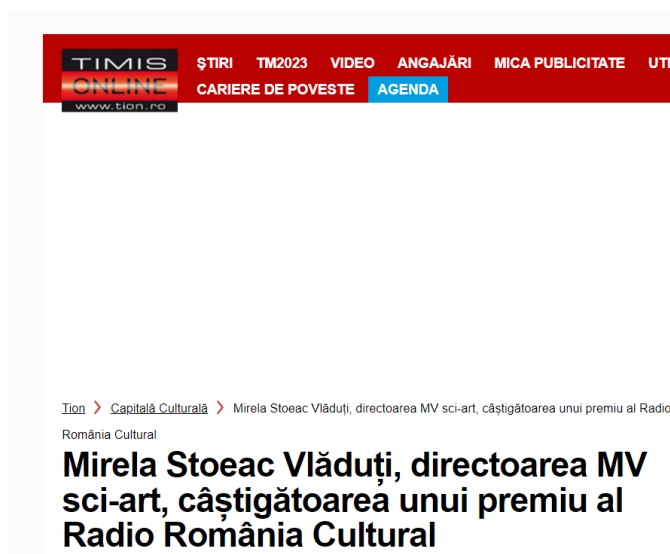 TIMIS
ONLINE
www.tion.ro
ŞTIRI TM2023 VIDEO ANGAJĂRI MICA PUBLICITATE
CARIERE DE POVESTE AGENDA
Tion Capitală Culturală Mirela Stoeac Vlăduți, directoarea MV sci-art, câștigătoarea unui premiu al Radio
România Cultural
Mirela Stoeac Vlăduți, directoarea MV
sci-art, câștigătoarea unui premiu al
Radio România Cultural